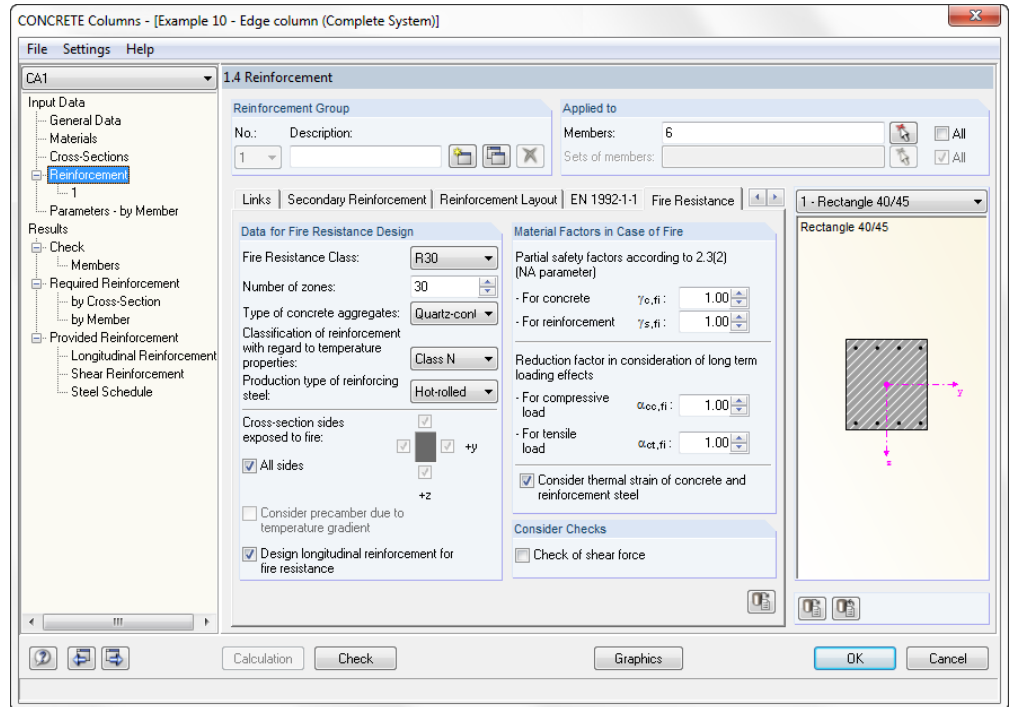 CONCRETE Columns - [Example 10 - Edge column (Complete System)]
File Settings Help
CA1
1.4 Reinforcement
Input Data
General Data
Materials
Cross-Sections
Reinforcement
1
Parameters - by Member
Results
Check
Members
Required Reinforcement
by Cross-Section
by Member
Provided Reinforcement
Longitudinal Reinforcement
Shear Reinforcement
Steel Schedule
Reinforcement Group
No.: Description:
1
Applied to
Members: 6 All
Sets of members: All
Links Secondary Reinforcement Reinforcement Layout EN 1992-1-1 Fire Resistance
Data for Fire Resistance Design
Fire Resistance Class: R30
Number of zones: 30
Type of concrete aggregates: Quartz-cont
Classification of reinforcement
with regard to temperature
properties: Class N
Production type of reinforcing
steel: Hot-rolled
Cross-section sides
exposed to fire:
+y
All sides
+z
Consider precamber due to
temperature gradient
Design longitudinal reinforcement for
fire resistance
Material Factors in Case of Fire
Partial safety factors according to 2.3(2)
(NA parameter)
- For concrete γc,fi : 1.00
- For reinforcement γs,fi : 1.00
Reduction factor in consideration of long term
loading effects
- For compressive
load αcc,fi : 1.00
- For tensile
load αct,fi : 1.00
Consider thermal strain of concrete and
reinforcement steel
Consider Checks
Check of shear force
1 - Rectangle 40/45
Rectangle 40/45
y
z
Calculation Check Graphics OK Cancel